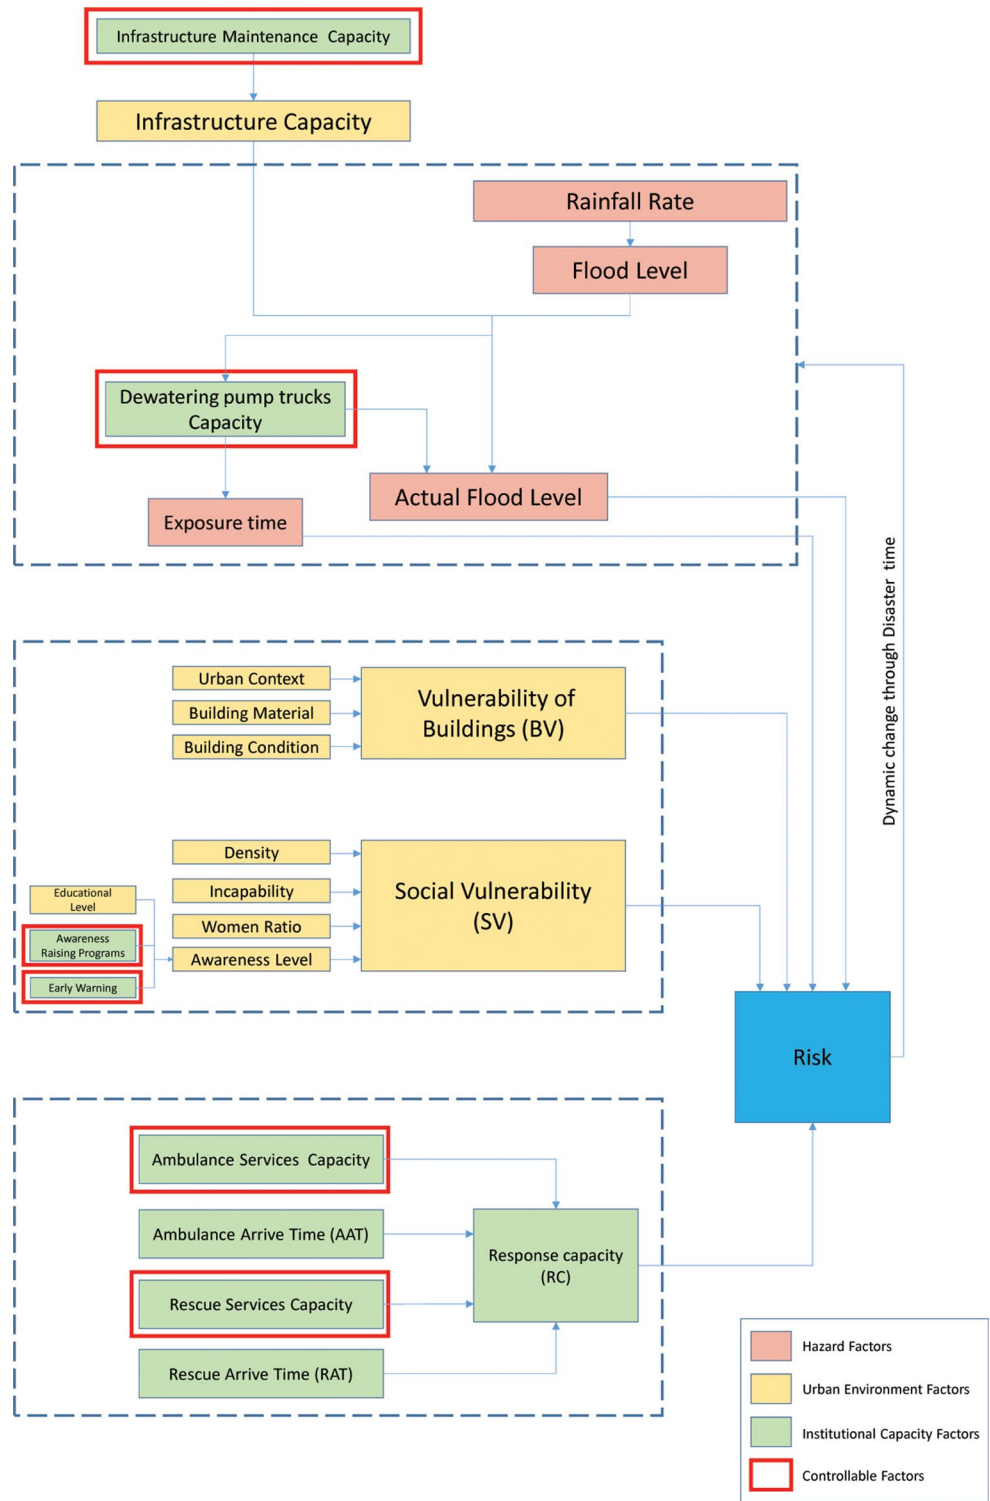 Infrastructure Maintenance Capacity
Infrastructure Capacity
Rainfall Rate
Flood Level
Dewatering pump trucks
Capacity
Actual Flood Level
Exposure time
Dynamic change through Disaster time
Urban Context
Building Material
Building Condition
Vulnerability of
Buildings (BV)
Density
Incapability
Women Ratio
Awareness Level
Educational
Level
Awareness
Raising Programs
Early Warning
Social Vulnerability
(SV)
Risk
Ambulance Services Capacity
Ambulance Arrive Time (AAT)
Rescue Services Capacity
Rescue Arrive Time (RAT)
Response capacity
(RC)
Hazard Factors
Urban Environment Factors
Institutional Capacity Factors
Controllable Factors